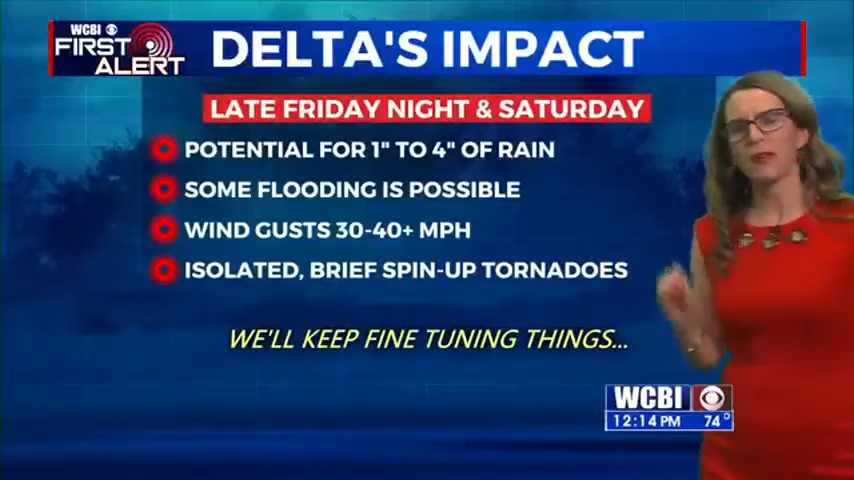 WCBI
FIRST
ALERT
DELTA'S IMPACT
LATE FRIDAY NIGHT & SATURDAY
POTENTIAL FOR 1" TO 4" OF RAIN
SOME FLOODING IS POSSIBLE
WIND GUSTS 30-40+ MPH
ISOLATED, BRIEF SPIN-UP TORNADOES
WE'LL KEEP FINE TUNING THINGS...
WCBI
12:14 PM 74°